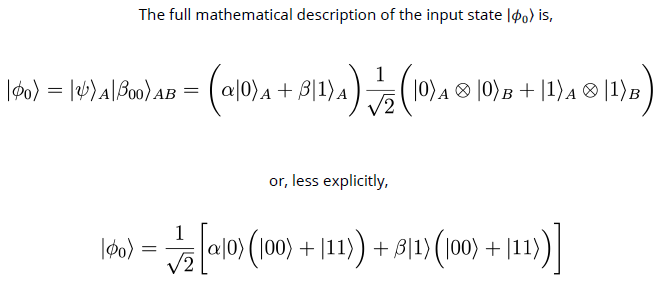 The full mathematical description of the input state |ϕ₀⟩ is,
|ϕ₀⟩ = |ψ⟩_A|β₀₀⟩_AB = (α|0⟩_A + β|1⟩_A) 1/√2 (|0⟩_A ⊗ |0⟩_B + |1⟩_A ⊗ |1⟩_B)
or, less explicitly,
|ϕ₀⟩ = 1/√2 [α|0⟩(|00⟩ + |11⟩) + β|1⟩(|00⟩ + |11⟩)]